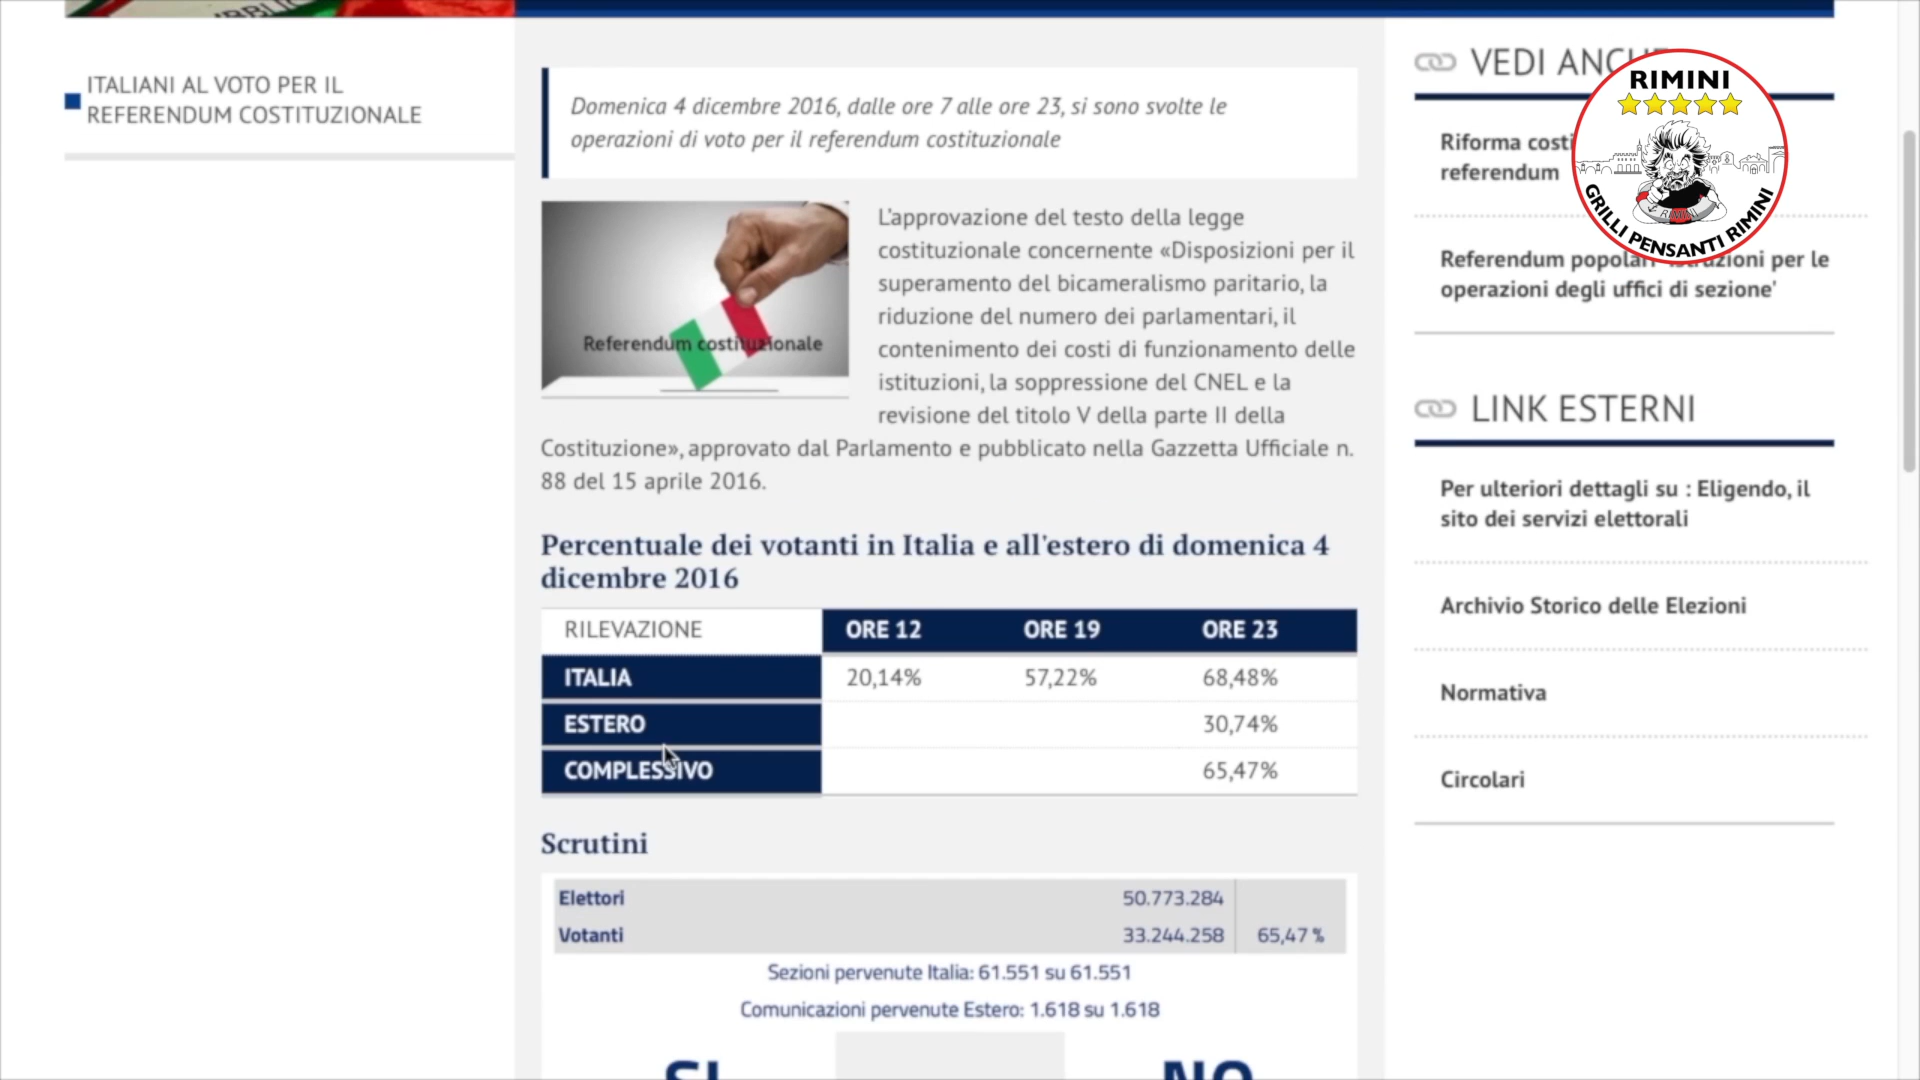 ITALIANI AL VOTO PER IL
REFERENDUM COSTITUZIONALE
Domenica 4 dicembre 2016, dalle ore 7 alle ore 23, si sono svolte le
operazioni di voto per il referendum costituzionale
Referendum costituzionale
L'approvazione del testo della legge
costituzionale concernente «Disposizioni per il
superamento del bicameralismo paritario, la
riduzione del numero dei parlamentari, il
contenimento dei costi di funzionamento delle
istituzioni, la soppressione del CNEL e la
revisione del titolo V della parte II della
Costituzione», approvato dal Parlamento e pubblicato nella Gazzetta Ufficiale n.
88 del 15 aprile 2016.
Percentuale dei votanti in Italia e all'estero di domenica 4
dicembre 2016
RILEVAZIONE ORE 12 ORE 19 ORE 23
ITALIA 20,14% 57,22% 68,48%
ESTERO 30,74%
COMPLESSIVO 65,47%
Scrutini
Elettori 50.773.284
Votanti 33.244.258 65,47 %
Sezioni pervenute Italia: 61.551 su 61.551
Comunicazioni pervenute Estero: 1.618 su 1.618
SI NO
VEDI
Riforma
referendum
Referendum per le
operazioni degli uffici di sezione'
LINK ESTERNI
Per ulteriori dettagli su : Eligendo, il
sito dei servizi elettorali
Archivio Storico delle Elezioni
Normativa
Circolari
RIMINI
RIMINI
GRILLI PENSANTI RIMINI